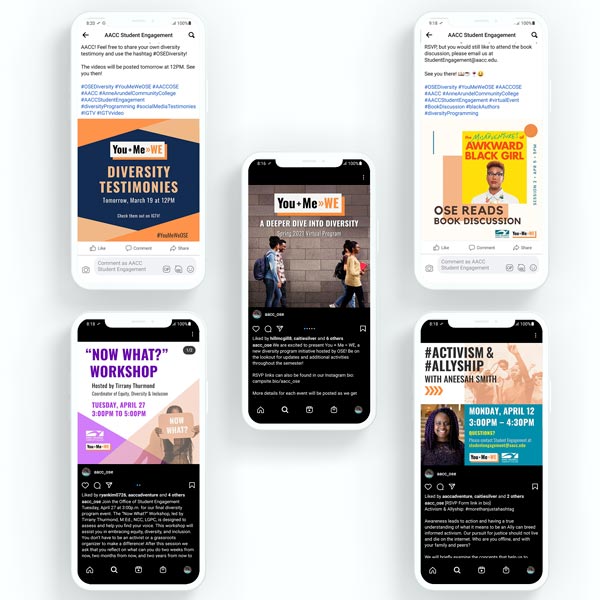 8:20
100%
AACC Student Engagement
AACC! Feel free to share your own diversity
testimony and use the hashtag #OSEDiversity!
The videos will be posted tomorrow at 12PM. See
you then!
#OSEDiversity #YouMeWeOSE #AACCOSE
#AACC #AnneArundelCommunityCollege
#AACCStudentEngagement
#diversityProgramming #socialMediaTestimonies
#IGTV #IGTVvideo
You+Me»WE
DIVERSITY
TESTIMONIES
Tomorrow, March 19 at 12PM
Check them out on IGTV!
#YouMeWeOSE
Like
Comment
Share
Comment as AACC
Student Engagement
8:18
100%
AACC Student Engagement
RSVP, but you would still like to attend the book
discussion, please email us at
StudentEngagement@aacc.edu
See you there!
#OSEDiversity #YouMeWeOSE #AACCOSE
#AACC #AnneArundelCommunityCollege
#AACCStudentEngagement #virtualEvent
#BookDiscussion #blackAuthors
#diversityProgramming
the MisAdventures of
AWKWARD
BLACK GIRL
SESSION 2 • APR 5 • 5PM
OSE READS
BOOK DISCUSSION
You+Me»WE
Like
Comment
Share
Comment as AACC
Student Engagement
8:16
100%
You+Me»WE
A DEEPER DIVE INTO DIVERSITY
Spring 2021 Virtual Program
aacc_ose
Liked by hillmcgill8, caitiesilver and 6 others
aacc_ose We are excited to present You + Me = WE, a
new diversity program initiative hosted by OSE! Be on
the lookout for updates and additional activities
throughout the semester!
RSVP links can also be found in our Instagram bio:
campsite.bio/aacc_ose
More details for each event will be posted as we get
8:18
100%
1/2
"NOW WHAT?"
WORKSHOP
Hosted by Tirrany Thurmond
Coordinator of Equity, Diversity & Inclusion
TUESDAY, APRIL 27
3:00PM TO 5:00PM
NOW
WHAT?
You+Me»WE
aacc_ose
Liked by ryankimi0726, aaccadventure and 4 others
aacc_ose Join the Office of Student Engagement
Tuesday, April 27 at 3:00p.m. for our final diversity
program event. The "Now What?" Workshop, led by
Tirrany Thurmond, M.Ed., NCC, LGPC, is designed to
assess and help you find your voice. This workshop will
assist in embracing equity, diversity, and inclusion.
You don't have to be an activist or a grassroots
organizer to make a difference! After this session we
ask you reflect on what can you do two weeks from
now, two months from now, and two years from now to
8:18
100%
#ACTIVISM &
#ALLYSHIP
WITH ANEESAH SMITH
MONDAY, APRIL 12
3:00PM – 4:30PM
QUESTIONS?
Please contact Student Engagement at
studentengagement@aacc.edu
You+Me»WE
aacc_ose
Liked by aaccadventure, caitiesilver and 2 others
aacc_ose [RSVP Form link in bio]
Activism & Allyship: #morethanjustahashtag
Awareness leads to action and having a true
understanding of what it means to be an Ally can breed
informed activism. Our pursuit for justice should not live
and die on the internet. Who are you offline, and with
your family and peers?
We will briefly examine the concepts that help us to